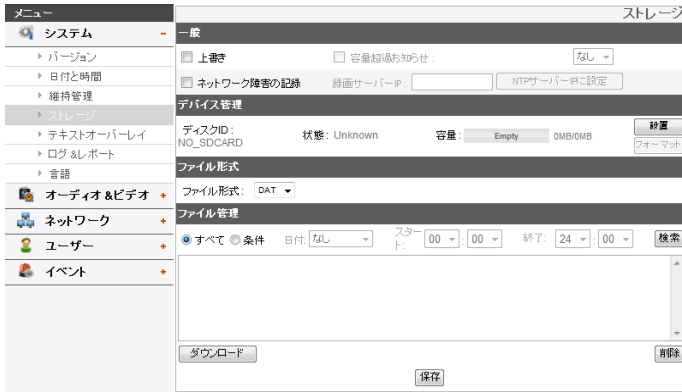 メニュー
システム -
バージョン
日付と時間
維持管理
ストレージ
テキストオーバーレイ
ログ &レポート
言語
オーディオ &ビデオ +
ネットワーク +
ユーザー +
イベント +
ストレージ
一般
上書き 容量超過お知らせ : なし
ネットワーク障害の記録 録画サーバーIP : NTPサーバーIPに設定
デバイス管理
ディスクID : NO_SDCARD 状態 : Unknown 容量 : Empty 0MB/0MB 設置
フォーマット
ファイル形式
ファイル形式 : DAT
ファイル管理
すべて 条件 日付: なし スタート: 00 : 00 終了: 24 : 00 検索
ダウンロード 削除
保存